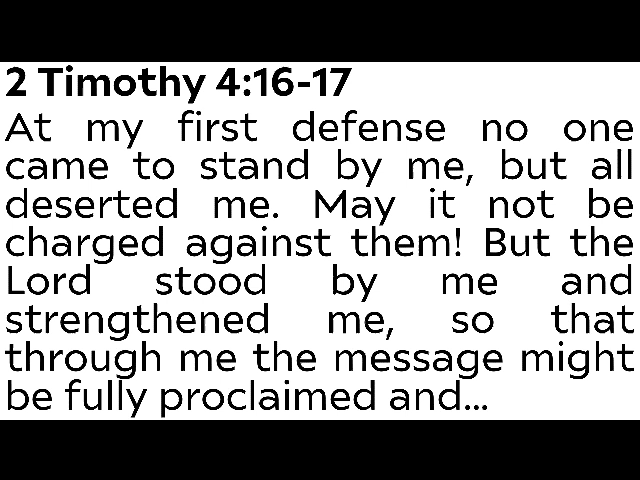 2 Timothy 4:16-17
At my first defense no one
came to stand by me, but all
deserted me. May it not be
charged against them! But the
Lord stood by me and
strengthened me, so that
through me the message might
be fully proclaimed and...